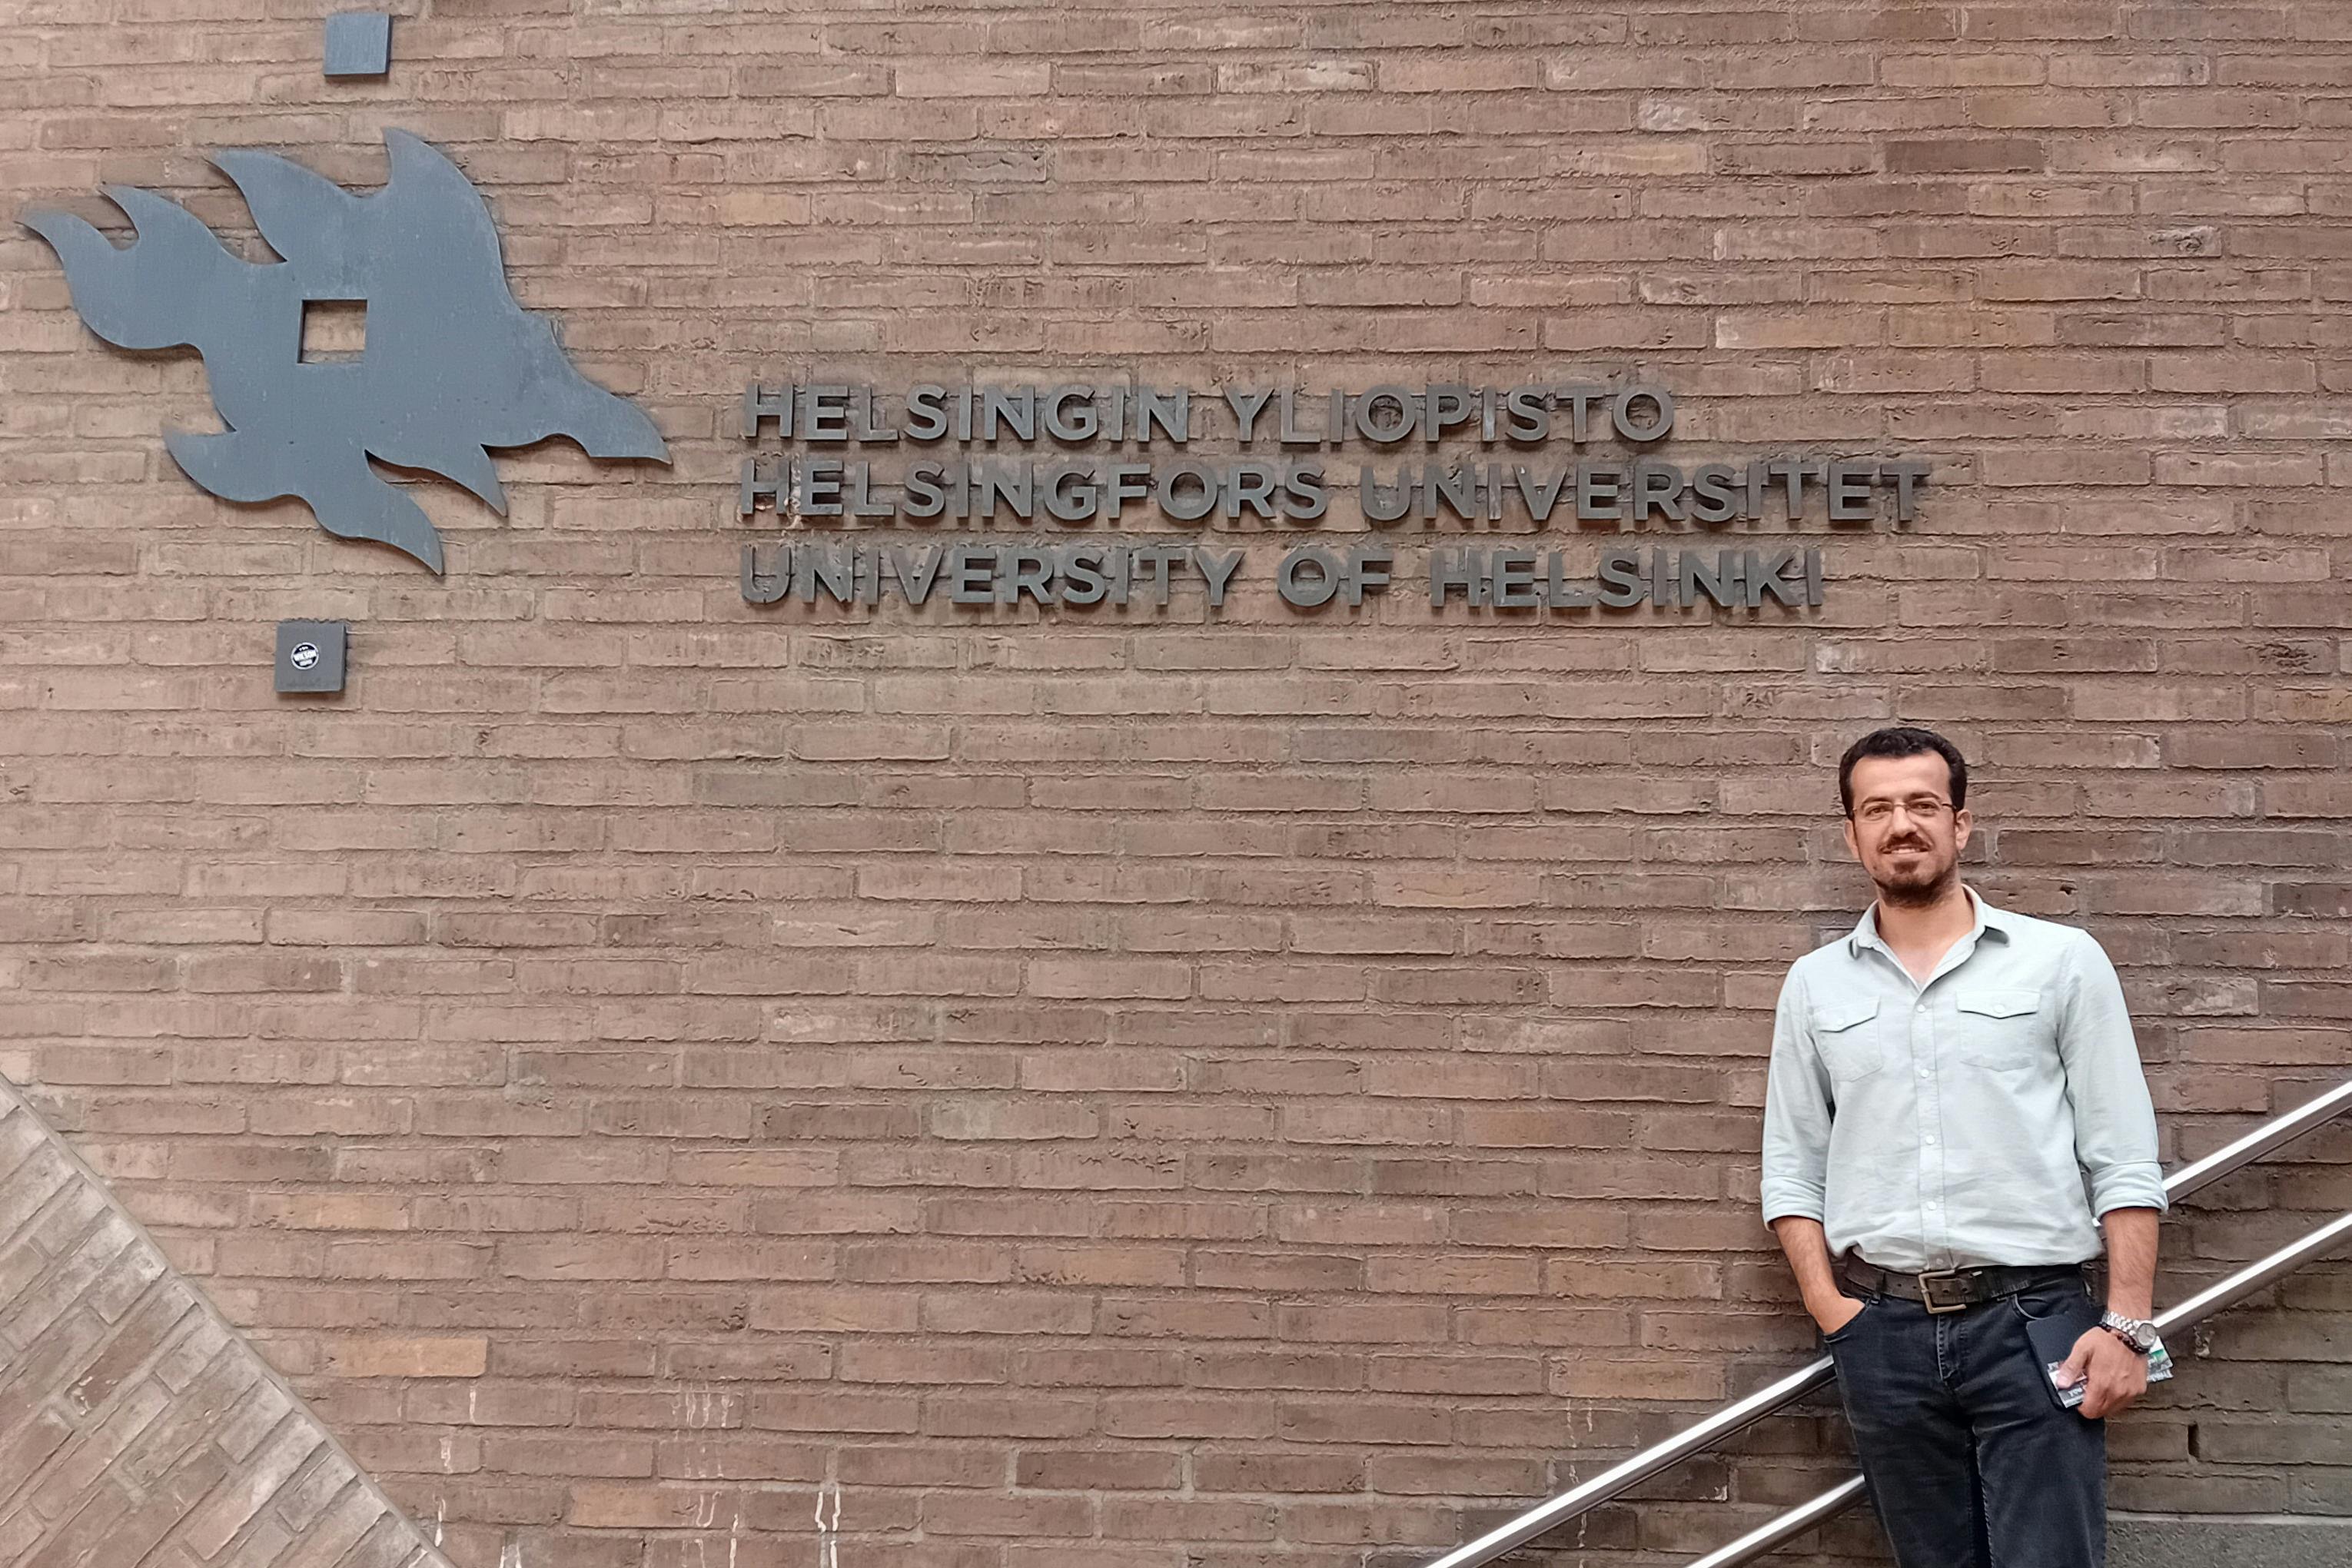 HELSINGIN YLIOPISTO
HELSINGFORS UNIVERSITET
UNIVERSITY OF HELSINKI